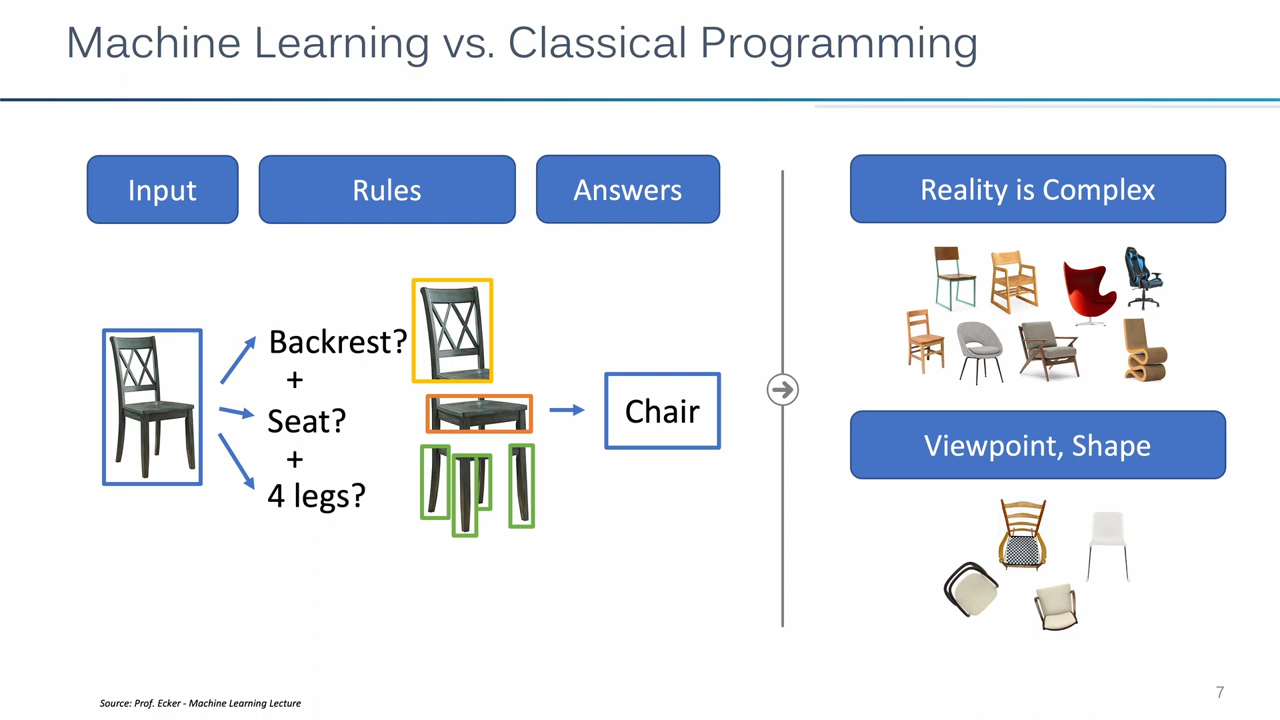 Machine Learning vs. Classical Programming
Input
Rules
Answers
Backrest?
+
Seat?
+
4 legs?
Chair
Reality is Complex
Viewpoint, Shape
Source: Prof. Ecker - Machine Learning Lecture
7